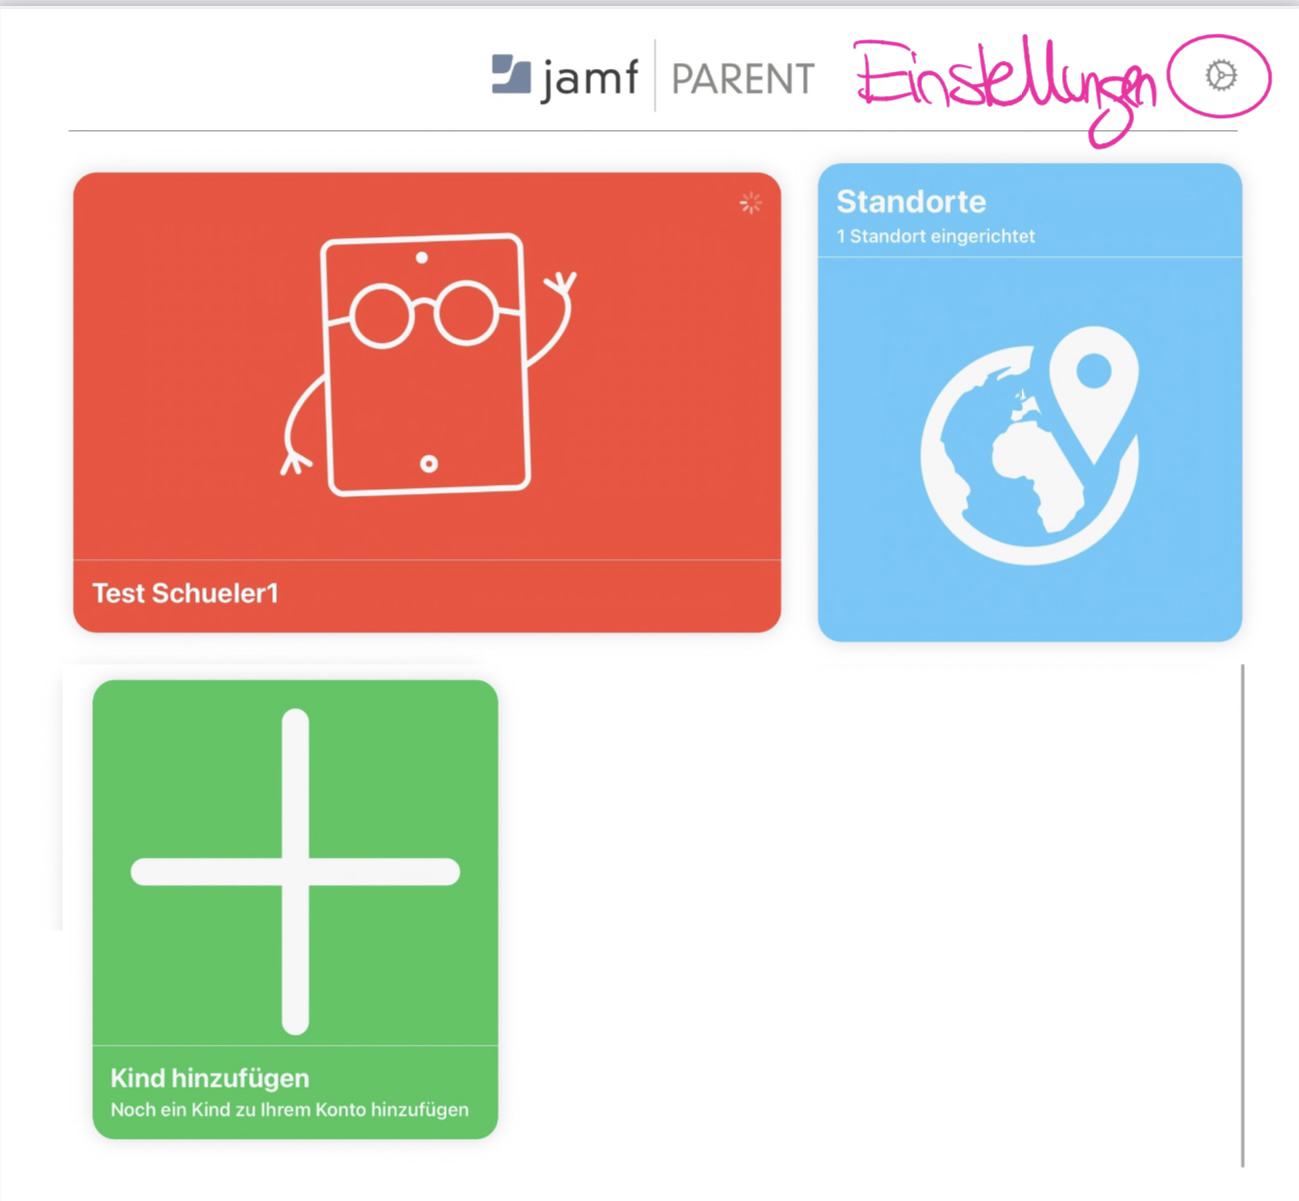 jamf PARENT Einstellungen
Standorte
1 Standort eingerichtet
Test Schueler1
Kind hinzufügen
Noch ein Kind zu Ihrem Konto hinzufügen